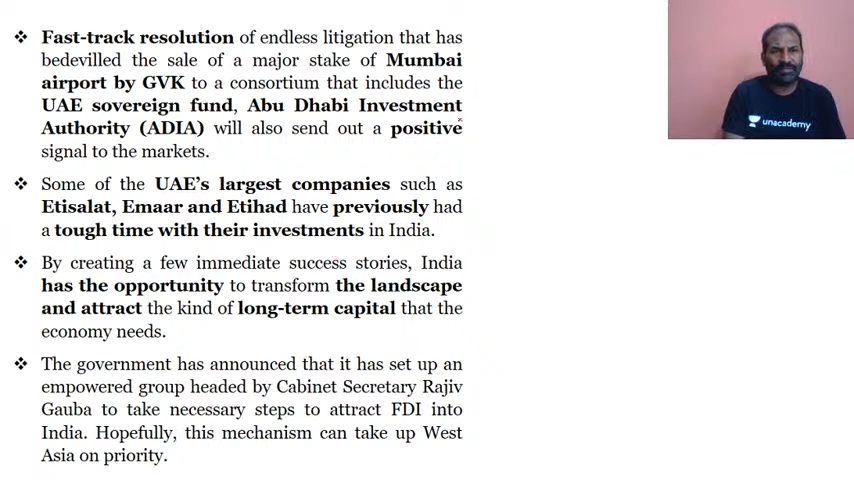 ❖ Fast-track resolution of endless litigation that has
bedevilled the sale of a major stake of Mumbai
airport by GVK to a consortium that includes the
UAE sovereign fund, Abu Dhabi Investment
Authority (ADIA) will also send out a positive
signal to the markets.
❖ Some of the UAE’s largest companies such as
Etisalat, Emaar and Etihad have previously had
a tough time with their investments in India.
❖ By creating a few immediate success stories, India
has the opportunity to transform the landscape
and attract the kind of long-term capital that the
economy needs.
❖ The government has announced that it has set up an
empowered group headed by Cabinet Secretary Rajiv
Gauba to take necessary steps to attract FDI into
India. Hopefully, this mechanism can take up West
Asia on priority.
unacademy